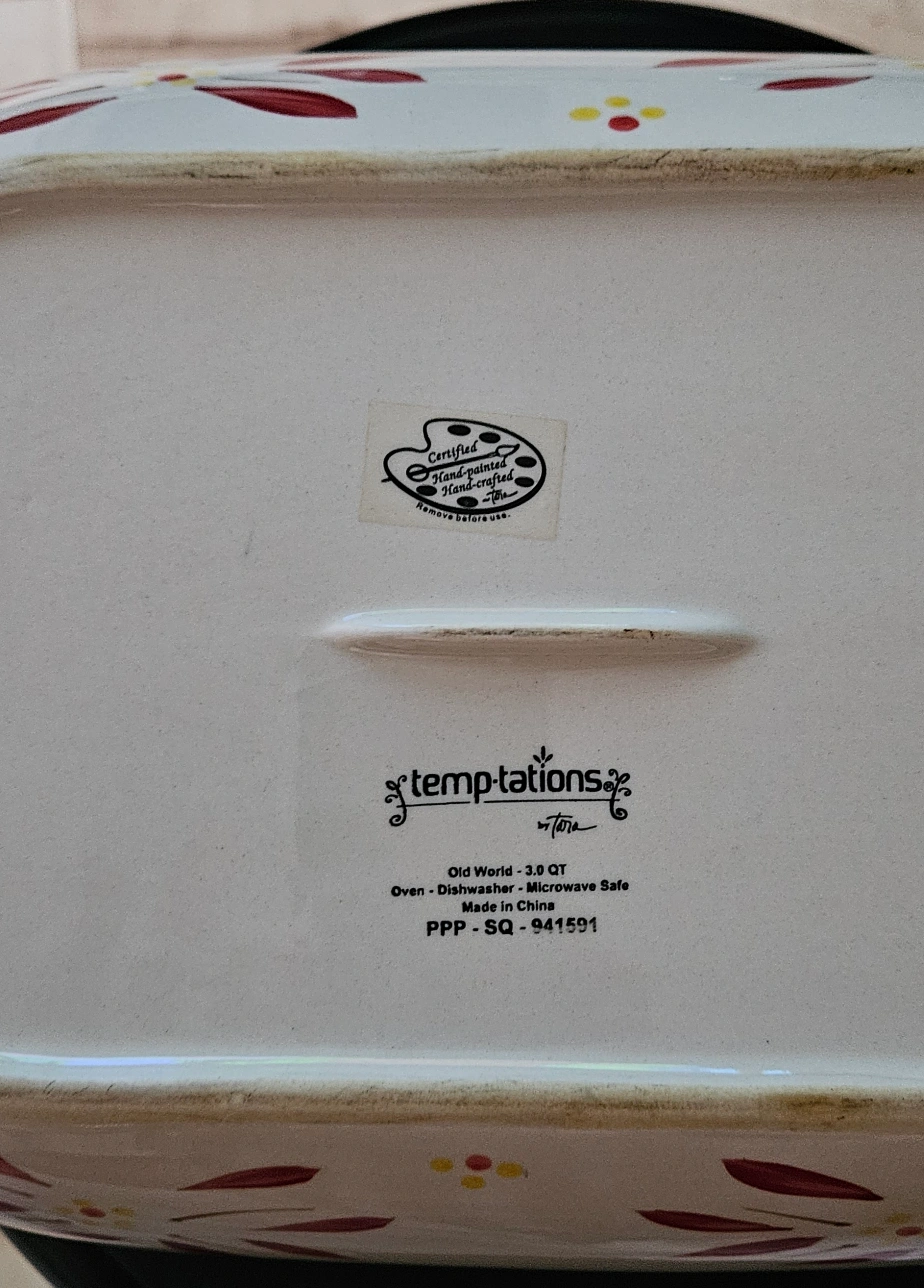 Certified
Hand-painted
Hand-crafted
Tara
Remove before use.
temp·tations®
by Tara
Old World - 3.0 QT
Oven - Dishwasher - Microwave Safe
Made in China
PPP - SQ - 941591